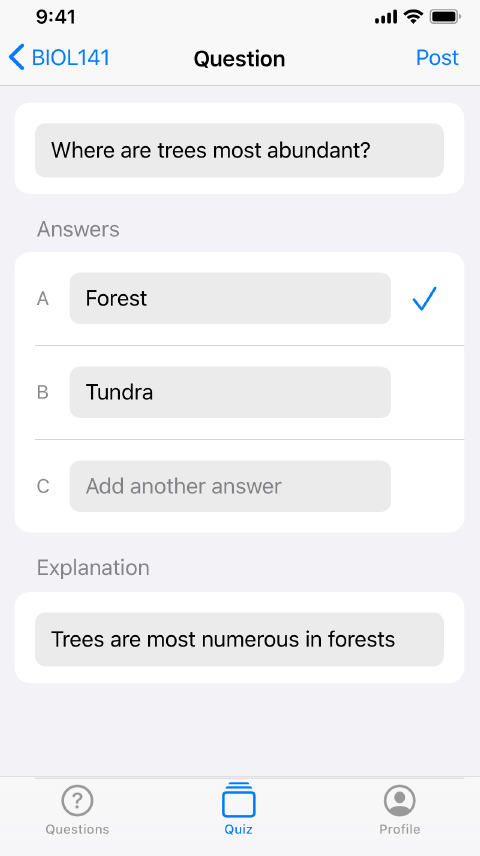 9:41
BIOL141
Question
Post
Where are trees most abundant?
Answers
A
Forest
B
Tundra
C
Add another answer
Explanation
Trees are most numerous in forests
?
Questions
Quiz
Profile